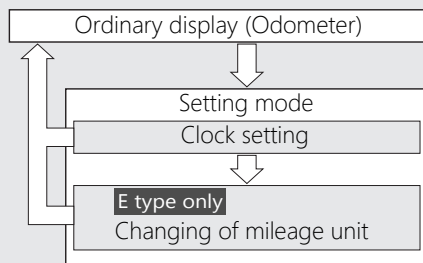 Ordinary display (Odometer)
Setting mode
Clock setting
E type only
Changing of mileage unit